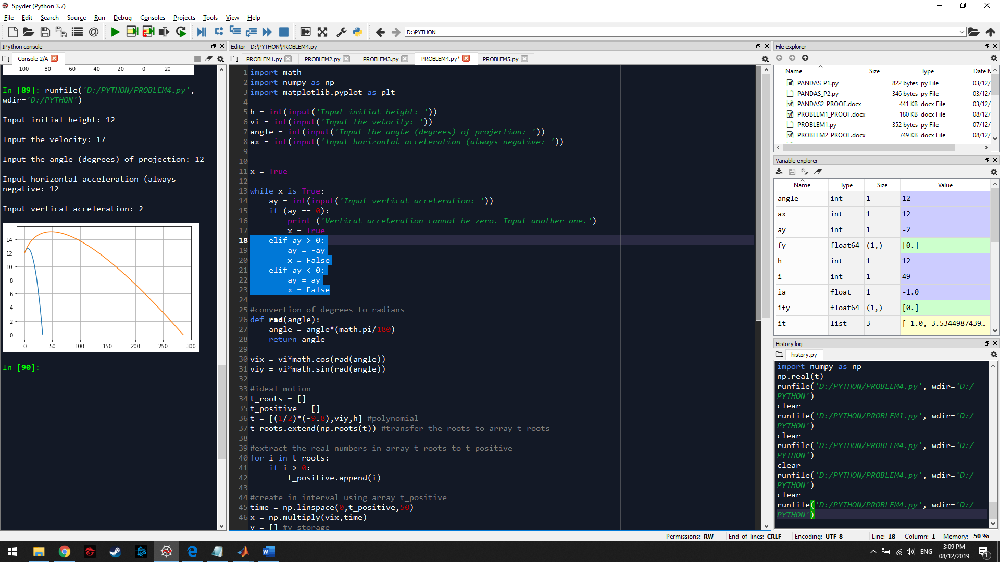 Spyder (Python 3.7)
File Edit Search Source Run Debug Consoles Projects Tools View Help
D:\PYTHON
IPython console
Console 2/A
−100 −80 −60 −40 −20 0 20
In [89]: runfile('D:/PYTHON/PROBLEM4.py',
wdir='D:/PYTHON')
Input initial height: 12
Input the velocity: 17
Input the angle (degrees) of projection: 12
Input horizontal acceleration (always
negative: 12
Input vertical acceleration: 2
14
12
10
8
6
4
2
0
0 50 100 150 200 250 300
In [90]:
Editor - D:\PYTHON\PROBLEM4.py
PROBLEM1.py PROBLEM2.py PROBLEM3.py PROBLEM4.py* PROBLEM5.py
1 import math
2 import numpy as np
3 import matplotlib.pyplot as plt
4
5 h = int(input('Input initial height: '))
6 vi = int(input('Input the velocity: '))
7 angle = int(input('Input the angle (degrees) of projection: '))
8 ax = int(input('Input horizontal acceleration (always negative: '))
9
10
11 x = True
12
13 while x is True:
14     ay = int(input('Input vertical acceleration: '))
15     if (ay == 0):
16         print ('Vertical acceleration cannot be zero. Input another one.')
17         x = True
18     elif ay > 0:
19         ay = -ay
20         x = False
21     elif ay < 0:
22         ay = ay
23         x = False
24
25 #convertion of degrees to radians
26 def rad(angle):
27     angle = angle*(math.pi/180)
28     return angle
29
30 vix = vi*math.cos(rad(angle))
31 viy = vi*math.sin(rad(angle))
32
33 #ideal motion
34 t_roots = []
35 t_positive = []
36 t = [(1/2)*(-9.8),viy,h] #polynomial
37 t_roots.extend(np.roots(t)) #transfer the roots to array t_roots
38
39 #extract the real numbers in array t_roots to t_positive
40 for i in t_roots:
41     if i > 0:
42         t_positive.append(i)
43
44 #create in interval using array t_positive
45 time = np.linspace(0,t_positive,50)
46 x = np.multiply(vix,time)
y = [] #y storage
File explorer
Name Size Type Date M
PANDAS_P1.py 822 bytes py File 03/12/
PANDAS_P2.py 346 bytes py File 03/12/
PANDAS2_PROOF.docx 441 KB docx File 03/12/
PROBLEM1_PROOF.docx 180 KB docx File 08/12/
PROBLEM1.py 352 bytes py File 07/12/
PROBLEM2_PROOF.docx 749 KB docx File 08/12/
Variable explorer
Name Type Size Value
angle int 1 12
ax int 1 12
ay int 1 -2
fy float64 (1,) [0.]
h int 1 12
i int 1 49
ia float 1 -1.0
ify float64 (1,) [0.]
it list 3 [-1.0, 3.5344987439…
History log
history.py
import numpy as np
np.real(t)
runfile('D:/PYTHON/PROBLEM4.py', wdir='D:/
PYTHON')
clear
runfile('D:/PYTHON/PROBLEM1.py', wdir='D:/
PYTHON')
clear
runfile('D:/PYTHON/PROBLEM4.py', wdir='D:/
PYTHON')
clear
runfile('D:/PYTHON/PROBLEM4.py', wdir='D:/
PYTHON')
clear
runfile('D:/PYTHON/PROBLEM4.py', wdir='D:/
PYTHON')
Permissions: RW End-of-lines: CRLF Encoding: UTF-8 Line: 18 Column: 1 Memory: 50 %
ENG
3:09 PM
08/12/2019
1